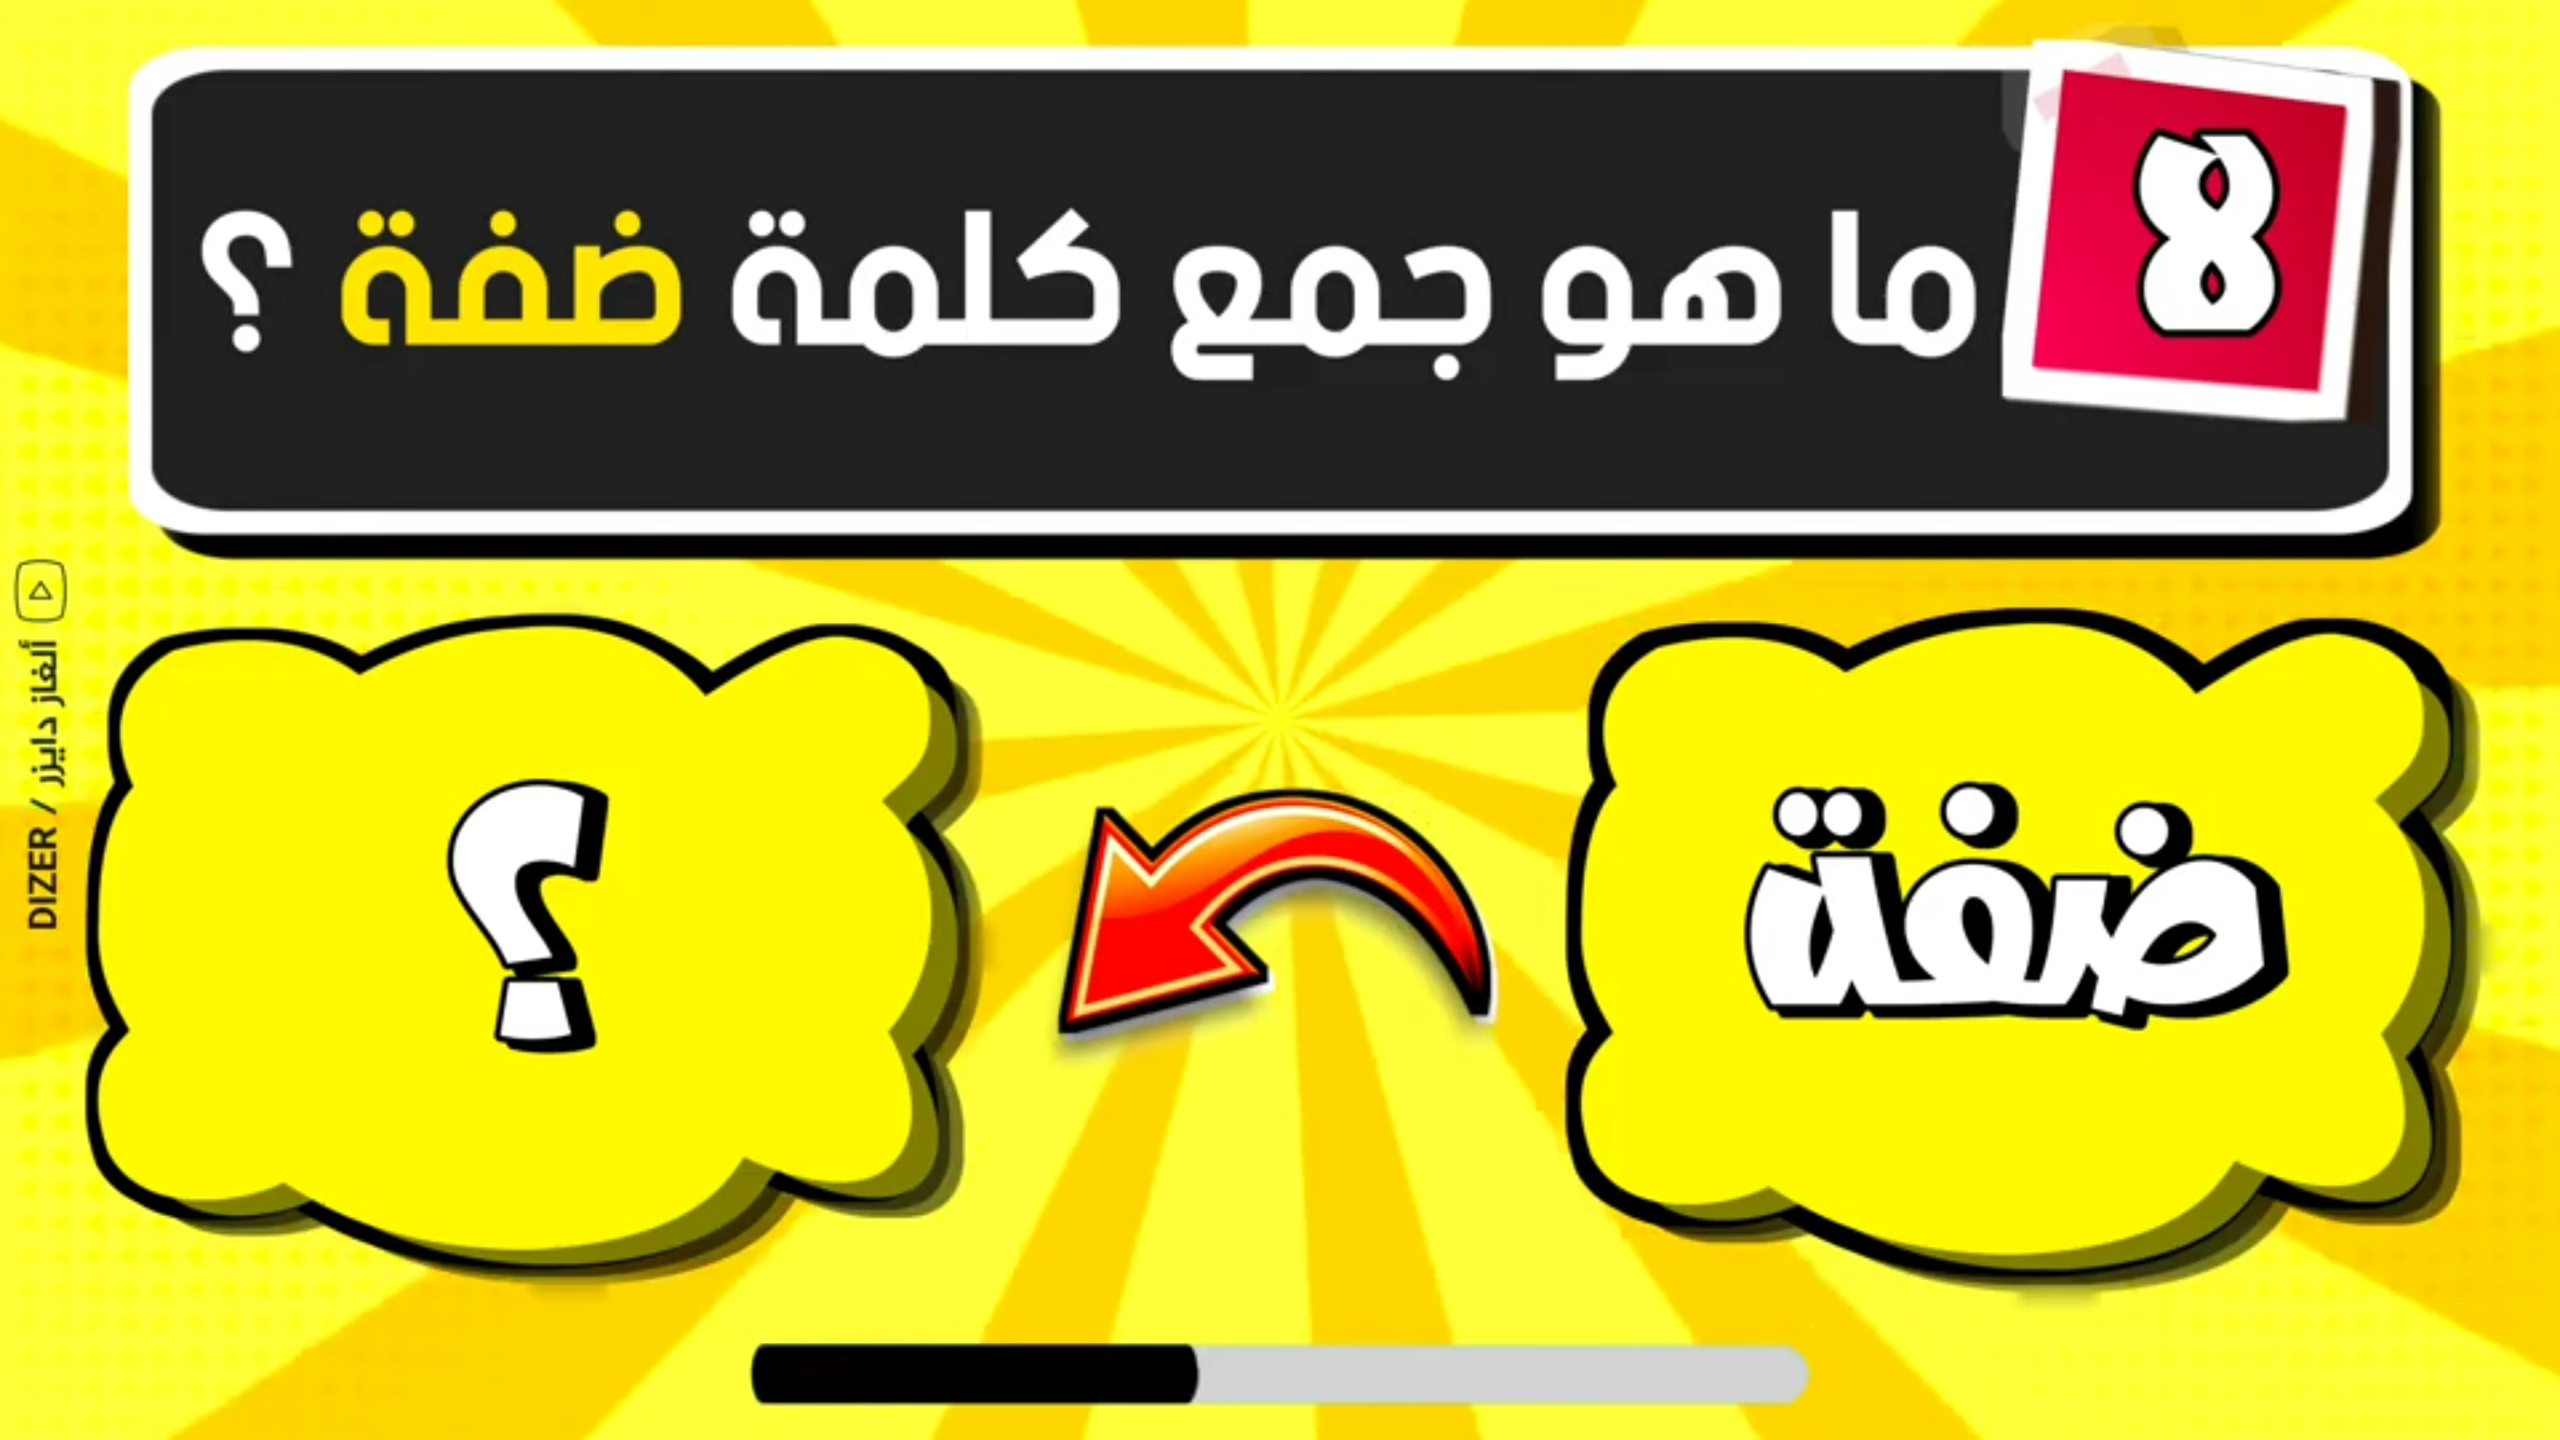 8
ما هو جمع كلمة ضفة ؟
ضفة
؟
ألغاز دايزر / DIZER